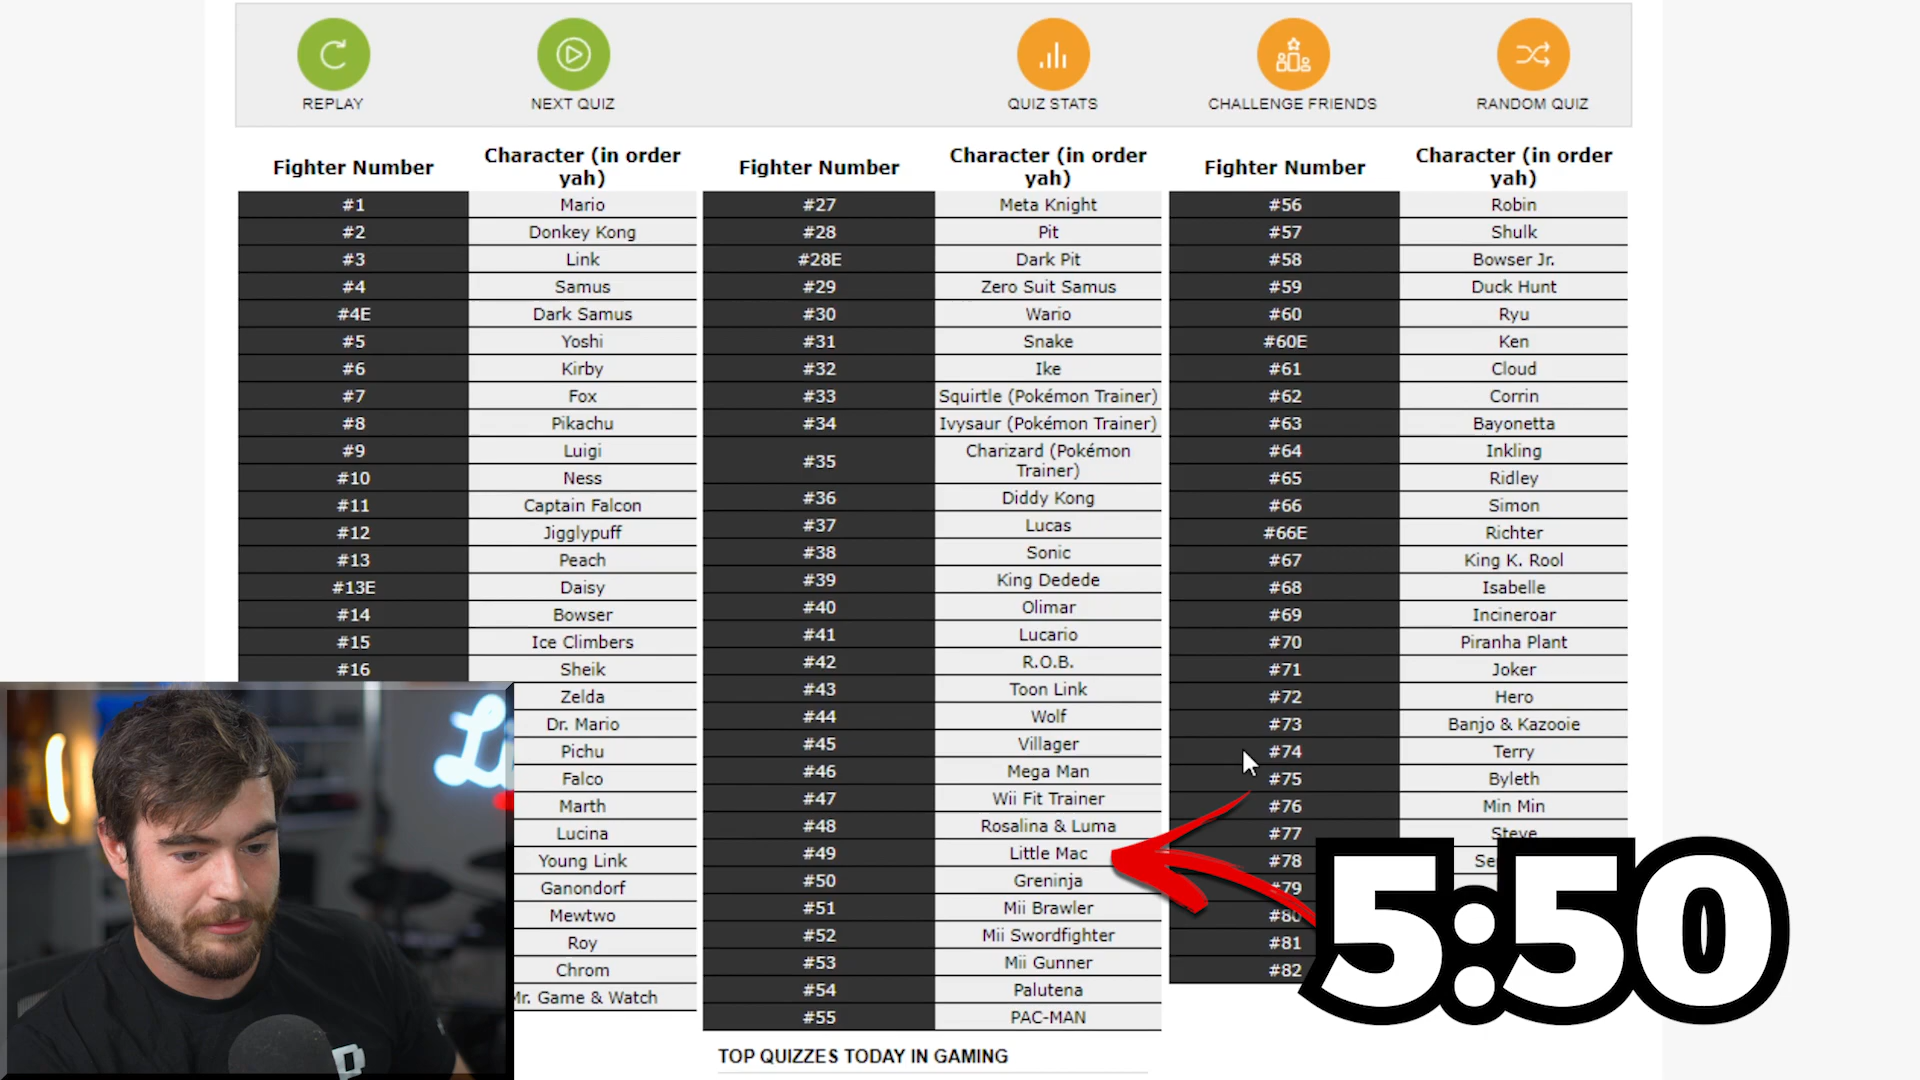 REPLAY
NEXT QUIZ
QUIZ STATS
CHALLENGE FRIENDS
RANDOM QUIZ
Fighter Number Character (in order yah)
#1 Mario
#2 Donkey Kong
#3 Link
#4 Samus
#4E Dark Samus
#5 Yoshi
#6 Kirby
#7 Fox
#8 Pikachu
#9 Luigi
#10 Ness
#11 Captain Falcon
#12 Jigglypuff
#13 Peach
#13E Daisy
#14 Bowser
#15 Ice Climbers
#16 Sheik
Zelda
Dr. Mario
Pichu
Falco
Marth
Lucina
Young Link
Ganondorf
Mewtwo
Roy
Chrom
Mr. Game & Watch
Fighter Number Character (in order yah)
#27 Meta Knight
#28 Pit
#28E Dark Pit
#29 Zero Suit Samus
#30 Wario
#31 Snake
#32 Ike
#33 Squirtle (Pokémon Trainer)
#34 Ivysaur (Pokémon Trainer)
#35 Charizard (Pokémon Trainer)
#36 Diddy Kong
#37 Lucas
#38 Sonic
#39 King Dedede
#40 Olimar
#41 Lucario
#42 R.O.B.
#43 Toon Link
#44 Wolf
#45 Villager
#46 Mega Man
#47 Wii Fit Trainer
#48 Rosalina & Luma
#49 Little Mac
#50 Greninja
#51 Mii Brawler
#52 Mii Swordfighter
#53 Mii Gunner
#54 Palutena
#55 PAC-MAN
Fighter Number Character (in order yah)
#56 Robin
#57 Shulk
#58 Bowser Jr.
#59 Duck Hunt
#60 Ryu
#60E Ken
#61 Cloud
#62 Corrin
#63 Bayonetta
#64 Inkling
#65 Ridley
#66 Simon
#66E Richter
#67 King K. Rool
#68 Isabelle
#69 Incineroar
#70 Piranha Plant
#71 Joker
#72 Hero
#73 Banjo & Kazooie
#74 Terry
#75 Byleth
#76 Min Min
#77 Steve
#78
#79
#80
#81
#82
5:50
TOP QUIZZES TODAY IN GAMING